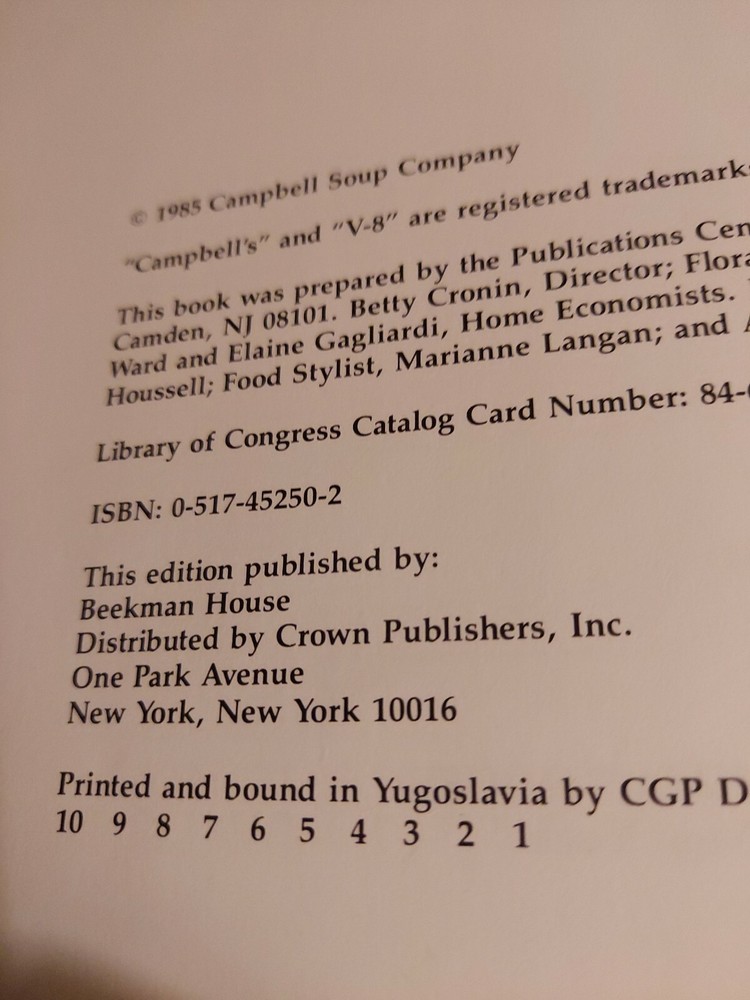 © 1985 Campbell Soup Company
"Campbell's" and "V-8" are registered trademarks
This book was prepared by the Publications Cen
Camden, NJ 08101. Betty Cronin, Director; Flora
Ward and Elaine Gagliardi, Home Economists.
Houssell; Food Stylist, Marianne Langan; and A
Library of Congress Catalog Card Number: 84-
ISBN: 0-517-45250-2
This edition published by:
Beekman House
Distributed by Crown Publishers, Inc.
One Park Avenue
New York, New York 10016
Printed and bound in Yugoslavia by CGP D
10 9 8 7 6 5 4 3 2 1